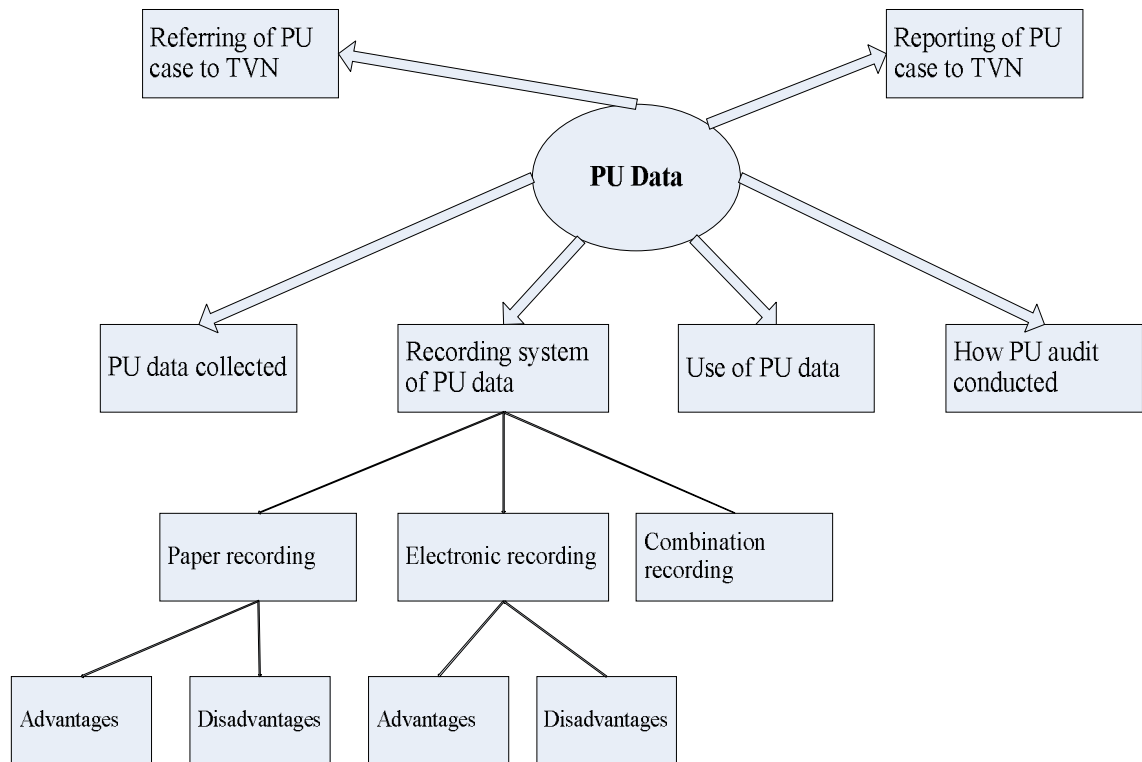 Referring of PU
case to TVN
Reporting of PU
case to TVN
PU Data
PU data collected
Recording system
of PU data
Use of PU data
How PU audit
conducted
Paper recording
Electronic recording
Combination
recording
Advantages
Disadvantages
Advantages
Disadvantages